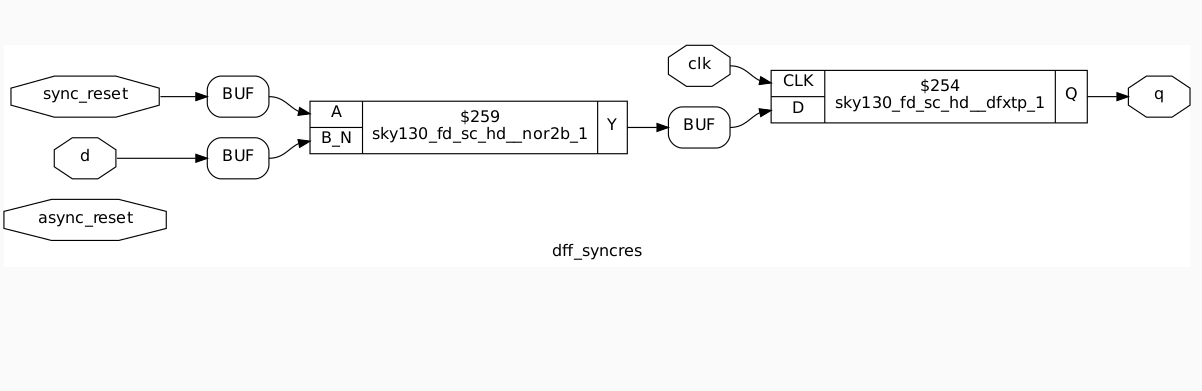 sync_reset
BUF
d
BUF
async_reset
A
B_N
$259
sky130_fd_sc_hd__nor2b_1
Y
clk
BUF
CLK
D
$254
sky130_fd_sc_hd__dfxtp_1
Q
q
dff_syncres